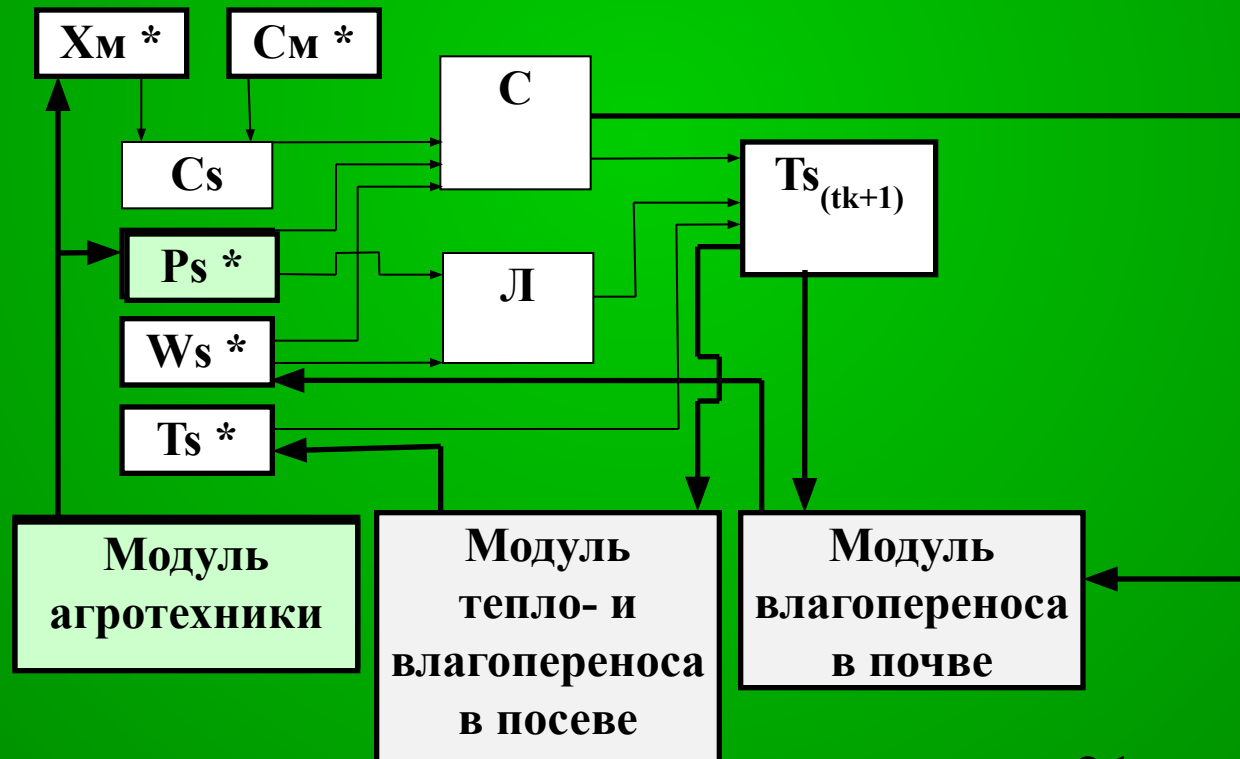 Хм *
См *
С
Cs
Ts(tk+1)
Ps *
Л
Ws *
Ts *
Модуль
агротехники
Модуль
тепло- и
влагопереноса
в посеве
Модуль
влагопереноса
в почве